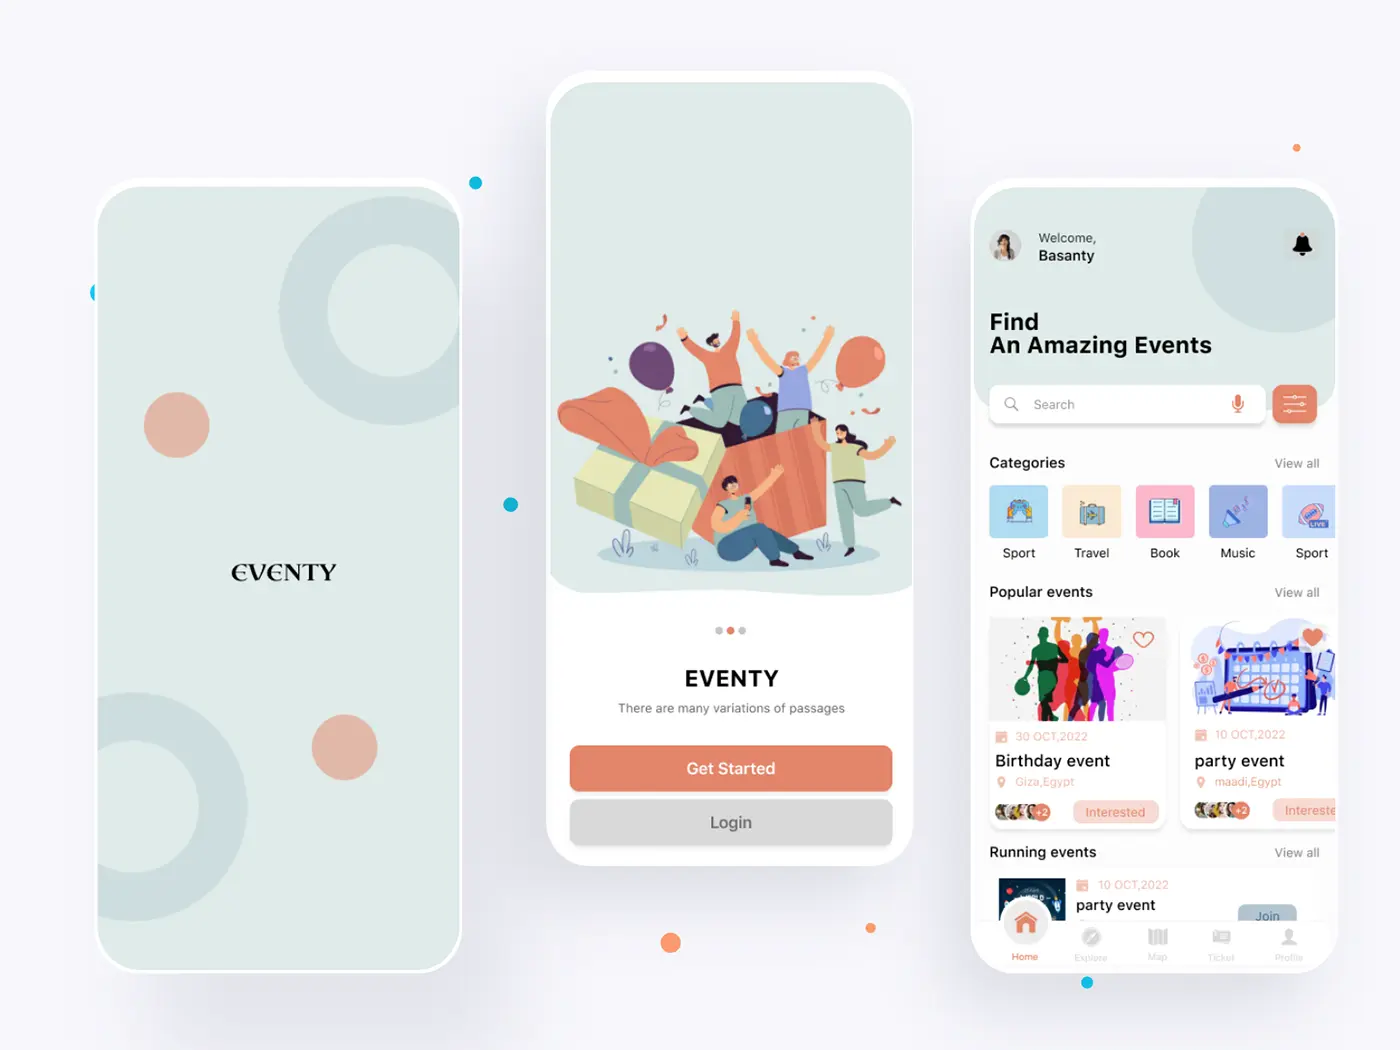 EVENTY
EVENTY
There are many variations of passages
Get Started
Login
Welcome,
Basanty
Find
An Amazing Events
Search
Categories
View all
Sport
Travel
Book
Music
LIVE
Sport
Popular events
View all
30 OCT,2022
Birthday event
Giza,Egypt
+2
Interested
10 OCT,2022
party event
maadi,Egypt
+2
Intereste
Running events
View all
10 OCT,2022
party event
Join
Home
Explore
Map
Ticket
Profile